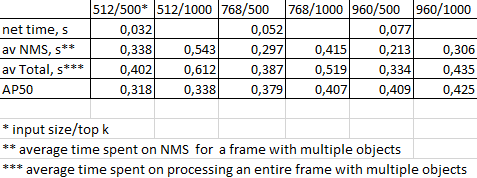 512/500* 512/1000 768/500 768/1000 960/500 960/1000
net time, s 0,032 0,052 0,077
av NMS, s** 0,338 0,543 0,297 0,415 0,213 0,306
av Total, s*** 0,402 0,612 0,387 0,519 0,334 0,435
AP50 0,318 0,338 0,379 0,407 0,409 0,425
* input size/top k
** average time spent on NMS for a frame with multiple objects
*** average time spent on processing an entire frame with multiple objects